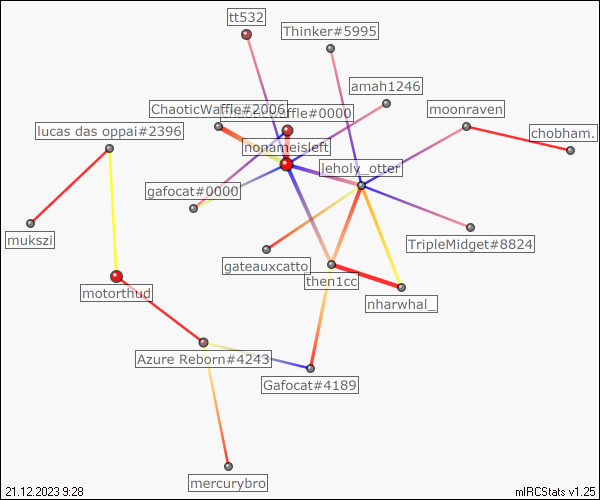 tt532
Thinker#5995
amah1246
ChaoticWaffle#2006
chaoticwaffle#0000
moonraven
lucas das oppai#2396
chobham.
nonameisleft
leholy_otter
gafocat#0000
mukszi
TripleMidget#8824
gateauxcatto
then1cc
motorthud
nharwhal_
Azure Reborn#4243
Gafocat#4189
mercurybro
21.12.2023 9:28
mIRCStats v1.25